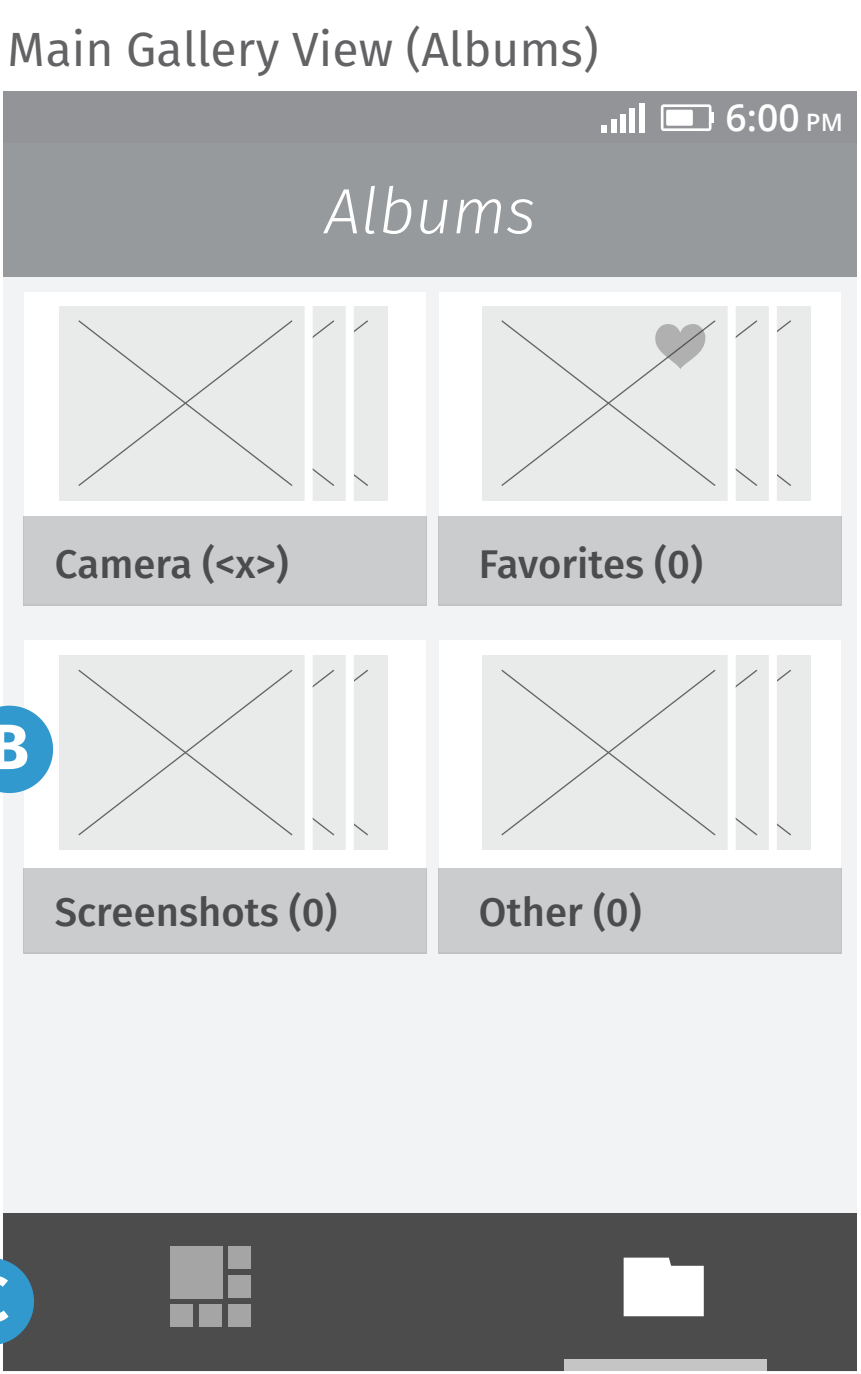 Main Gallery View (Albums)
6:00 PM
Albums
Camera (<x>)
Favorites (0)
B
Screenshots (0)
Other (0)
C